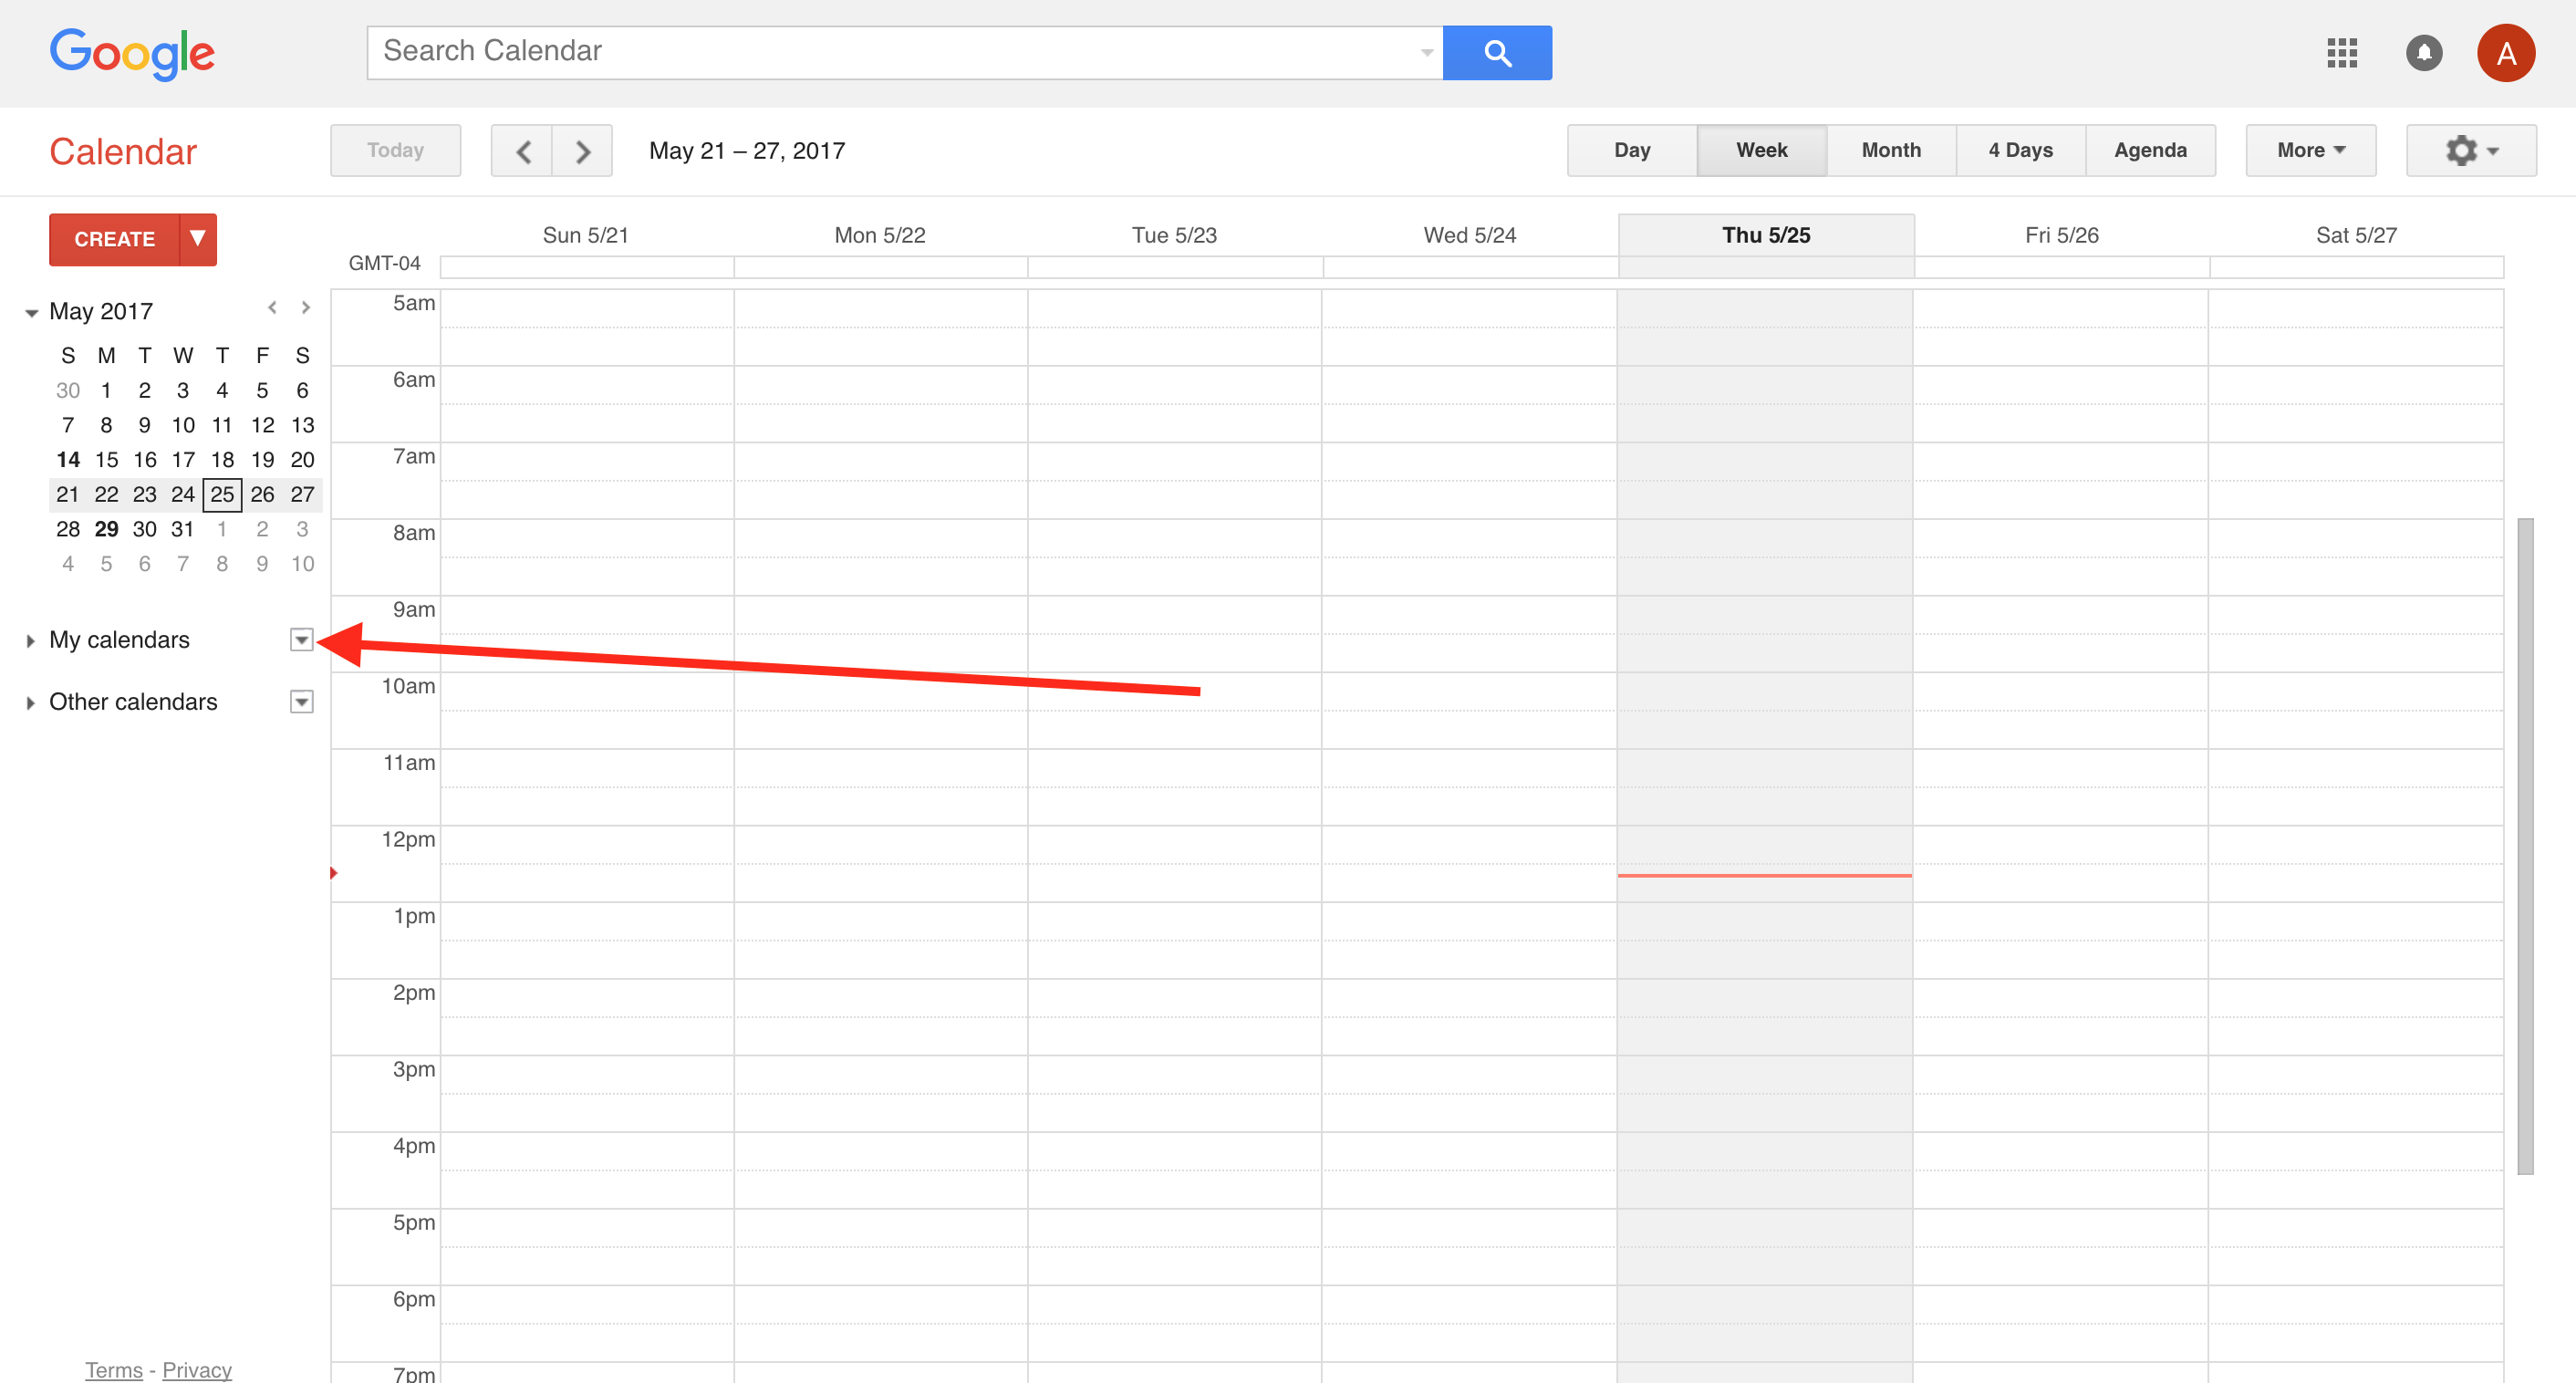 Google
Search Calendar
A
Calendar
Today
May 21 – 27, 2017
Day
Week
Month
4 Days
Agenda
More
CREATE
Sun 5/21
Mon 5/22
Tue 5/23
Wed 5/24
Thu 5/25
Fri 5/26
Sat 5/27
GMT-04
May 2017
S M T W T F S
30 1 2 3 4 5 6
7 8 9 10 11 12 13
14 15 16 17 18 19 20
21 22 23 24 25 26 27
28 29 30 31 1 2 3
4 5 6 7 8 9 10
My calendars
Other calendars
5am
6am
7am
8am
9am
10am
11am
12pm
1pm
2pm
3pm
4pm
5pm
6pm
7pm
Terms - Privacy